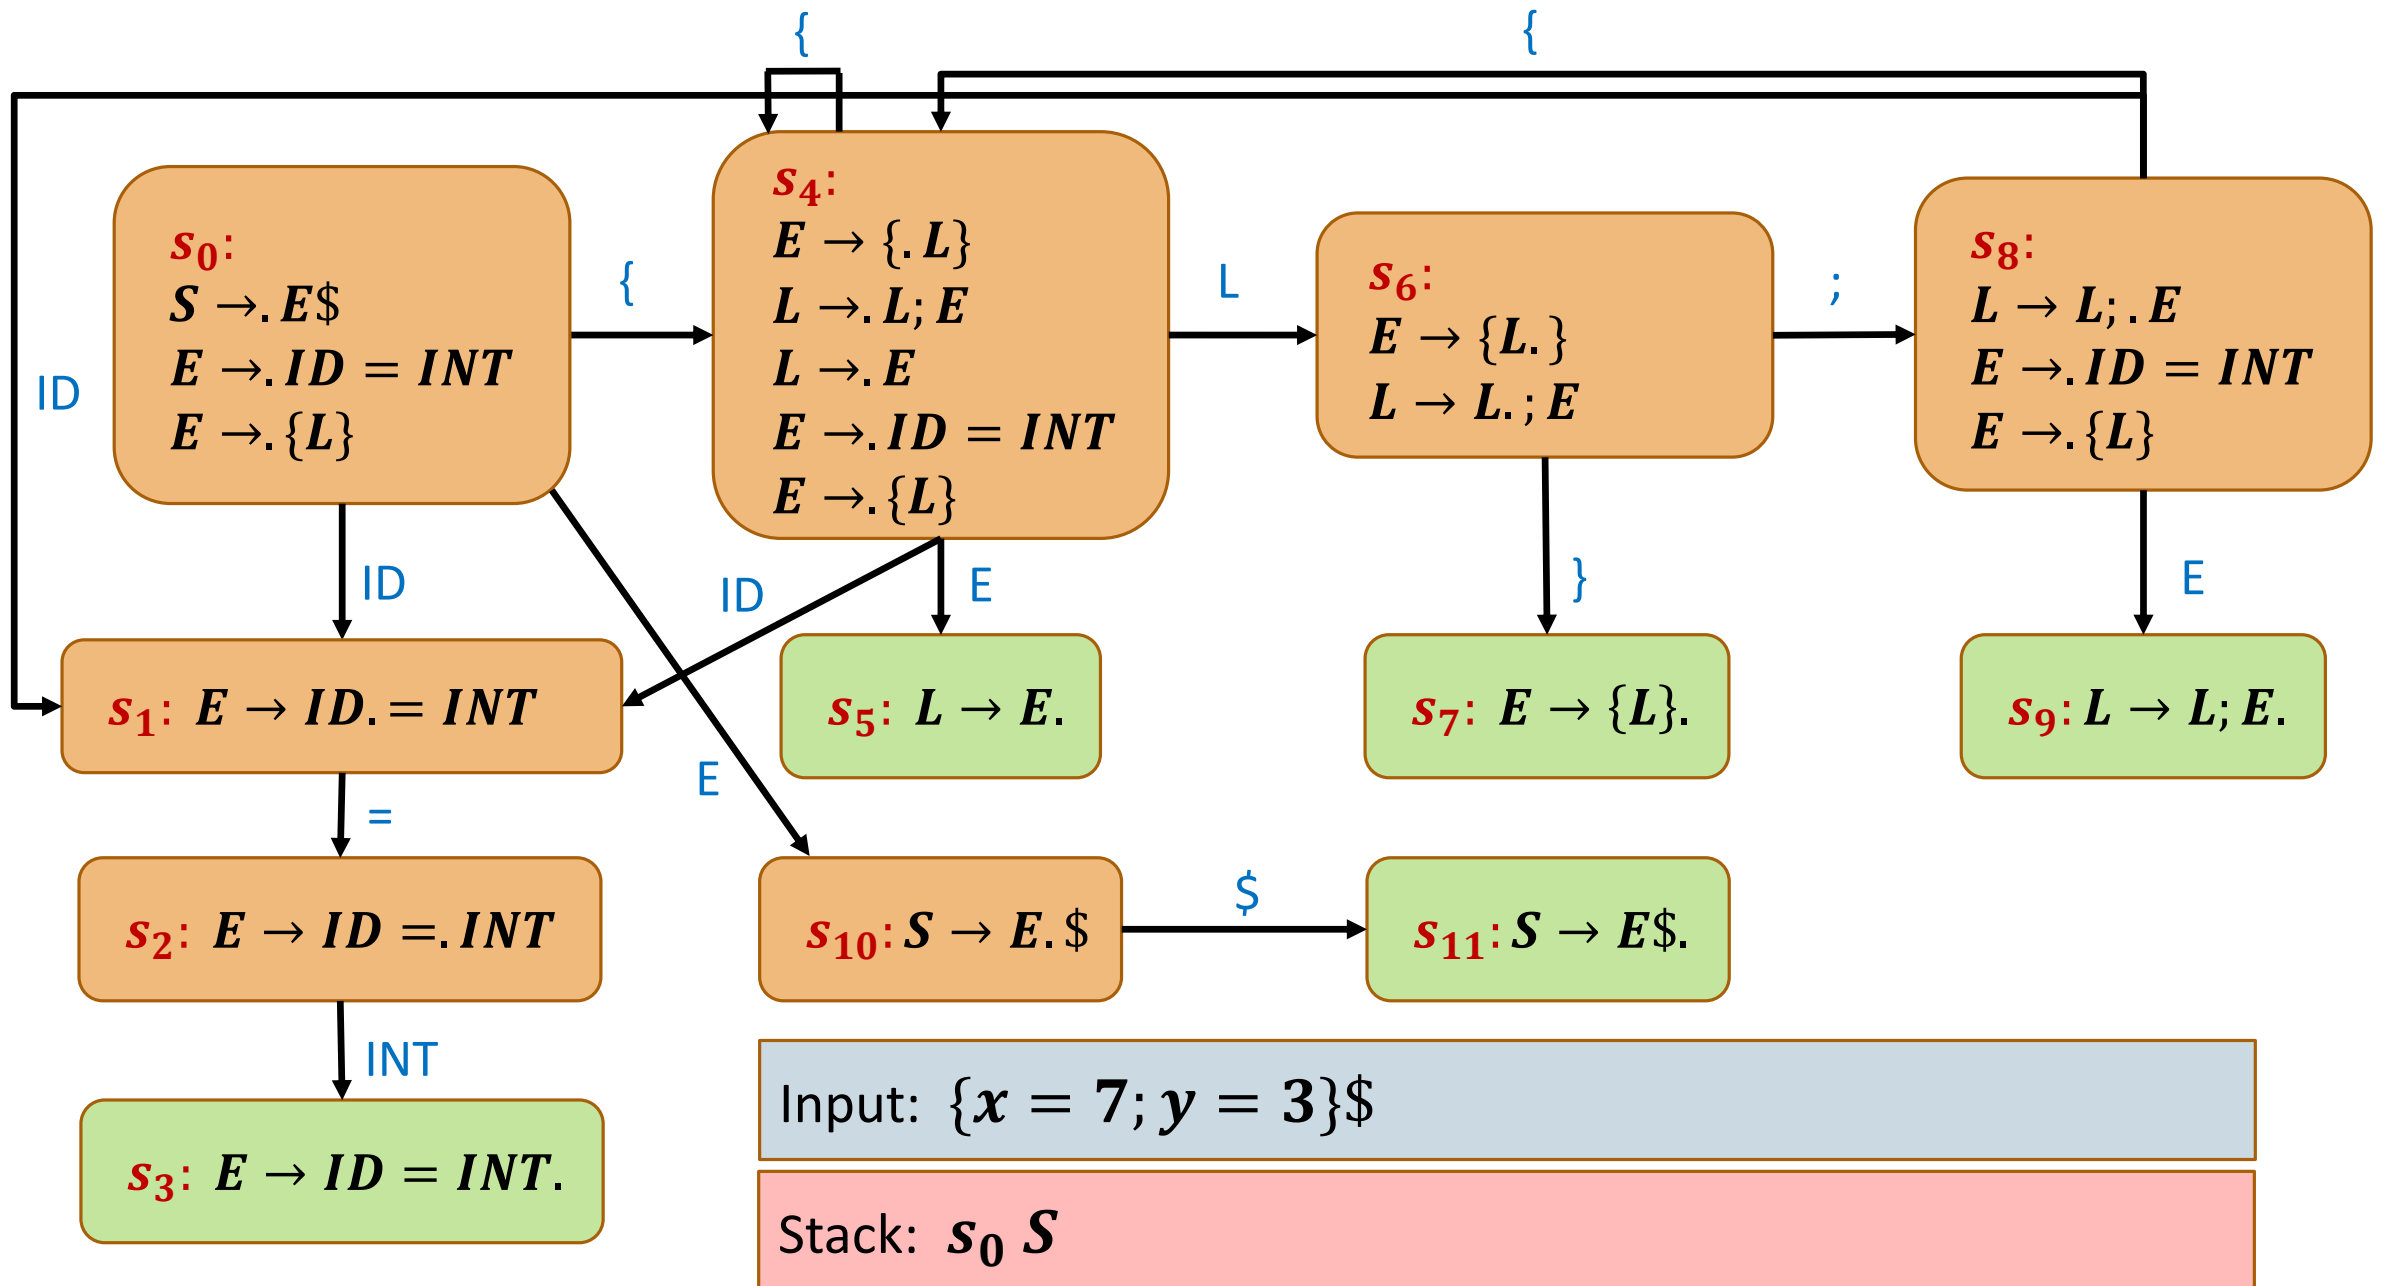 {
{
s0:
S →. E$
E →. ID = INT
E →. {L}
{
s4:
E → {. L}
L →. L; E
L →. E
E →. ID = INT
E →. {L}
L
s6:
E → {L. }
L → L. ; E
;
s8:
L → L; . E
E →. ID = INT
E →. {L}
ID
ID
ID
E
}
E
s1: E → ID. = INT
s5: L → E.
s7: E → {L}.
s9: L → L; E.
E
=
s2: E → ID =. INT
s10: S → E. $
$
s11: S → E$.
INT
s3: E → ID = INT.
Input: {x = 7; y = 3}$
Stack: s0 S